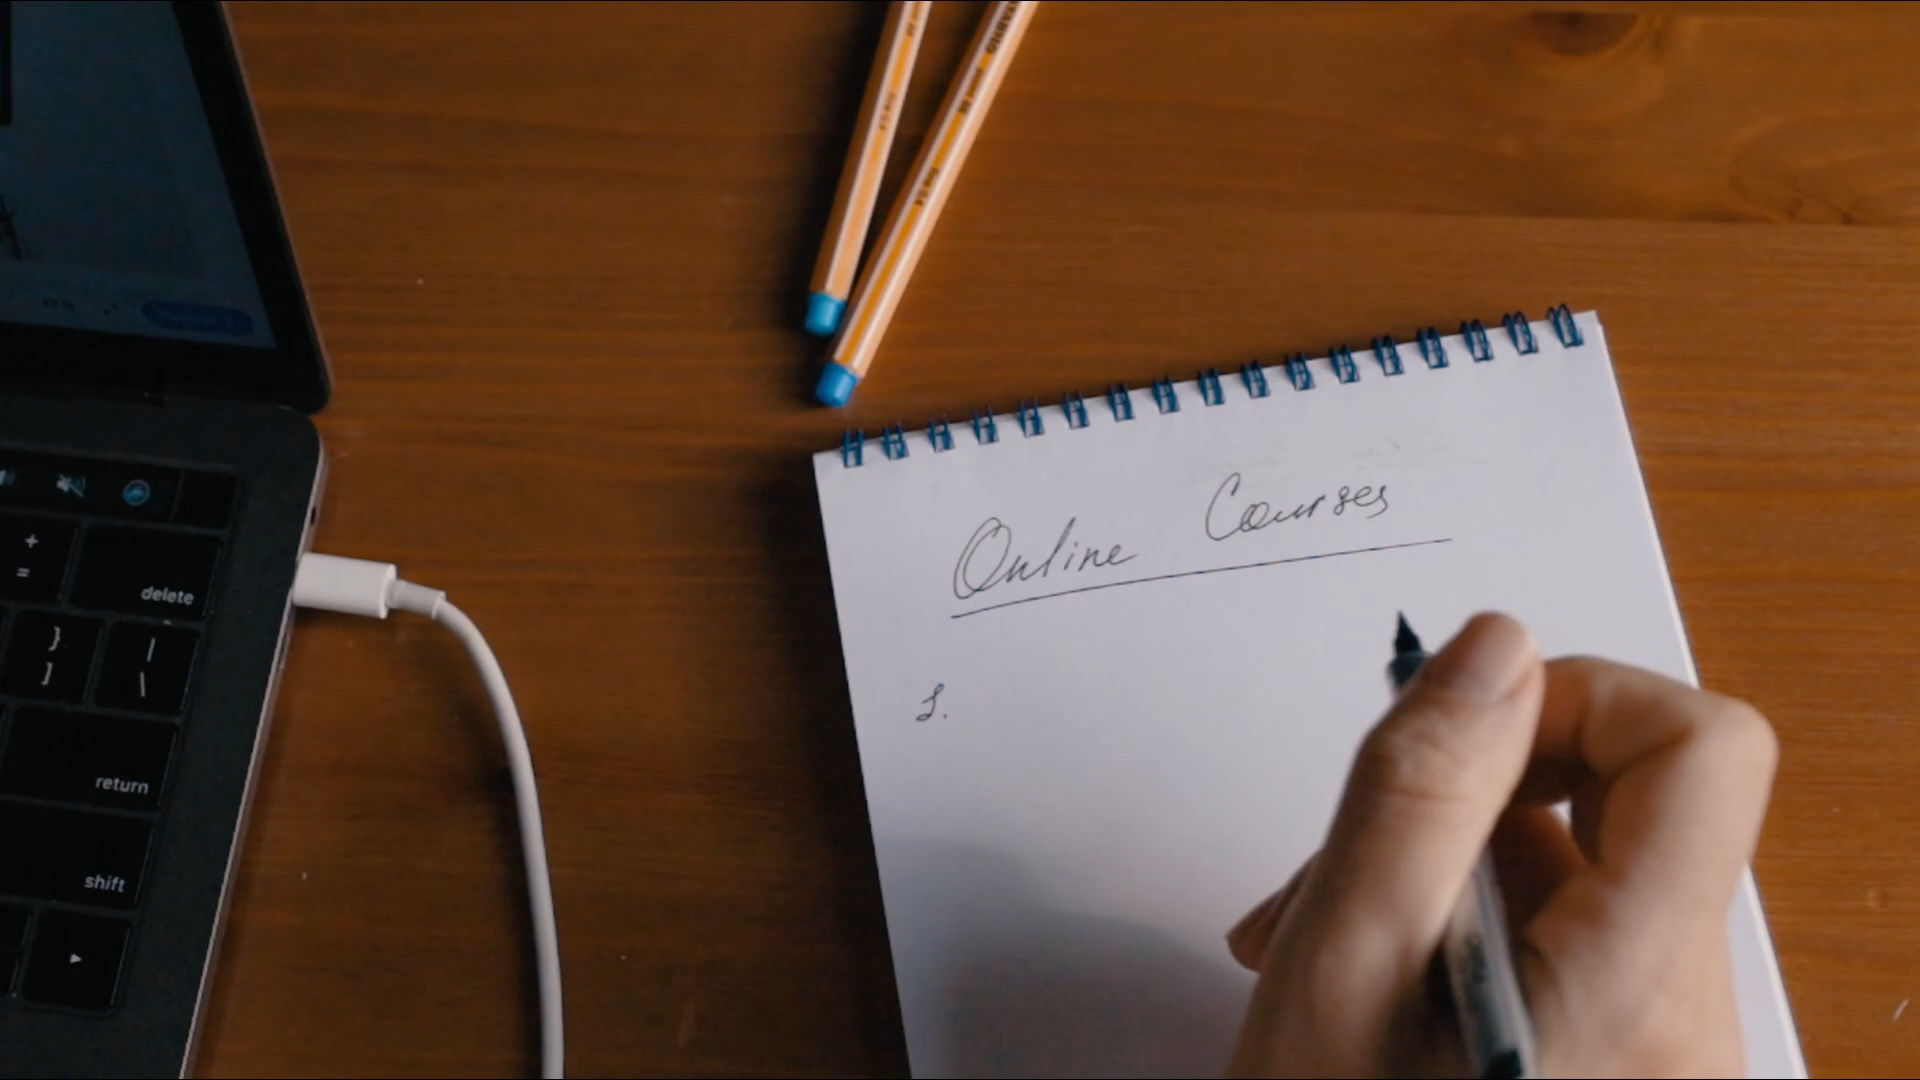 Online Courses
1.
+
=
delete
}
]
|
\
return
shift